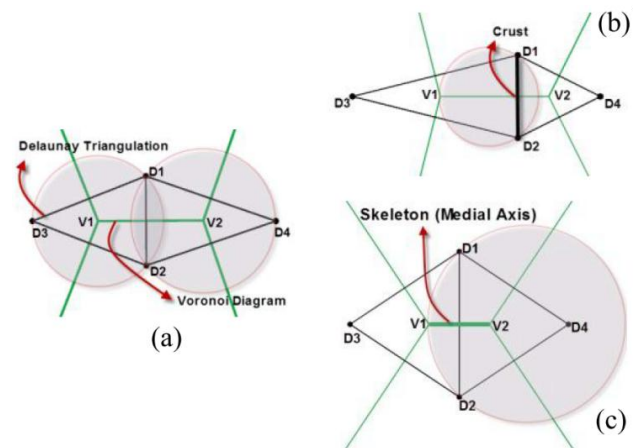 Delaunay Triangulation
D1
V1
V2
D3
D4
D2
Voronoi Diagram
(a)
(b)
Crust
D1
D3
V1
V2
D4
D2
Skeleton (Medial Axis)
D1
V1
V2
D3
D4
D2
(c)